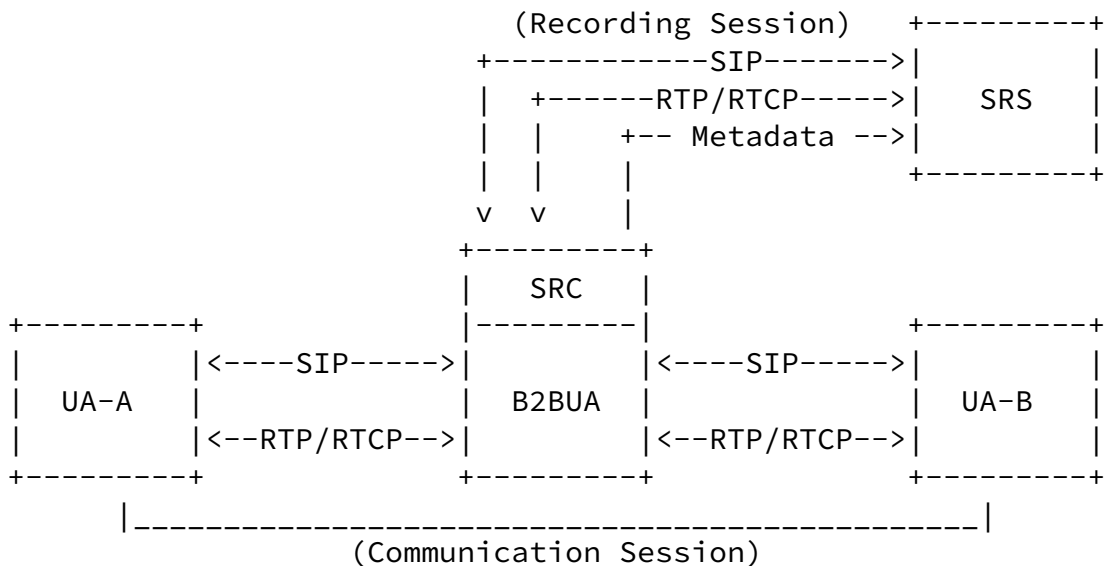 (Recording Session)     +---------+
+------------SIP------->|         |
|  +------RTP/RTCP----->|   SRS   |
|  |    +-- Metadata -->|         |
|  |    |               +---------+
v  v    |
+---------+
|   SRC   |
+---------+              |---------|              +---------+
|         |<----SIP----->|         |<----SIP----->|         |
|  UA-A   |              |  B2BUA  |              |  UA-B   |
|         |<--RTP/RTCP-->|         |<--RTP/RTCP-->|         |
+---------+              +---------+              +---------+
|_______________________________________________|
(Communication Session)